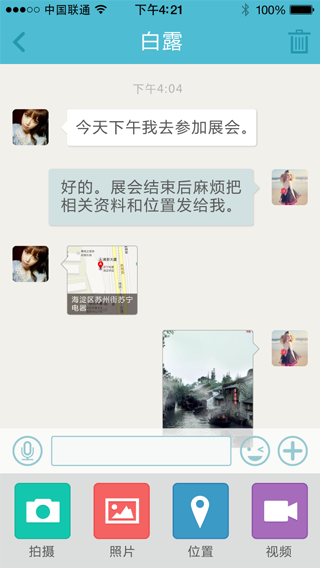 中国联通 下午4:21 100%
白露
下午4:04
今天下午我去参加展会。
好的。展会结束后麻烦把
相关资料和位置发给我。
海淀区苏州街苏宁
电器
拍摄 照片 位置 视频